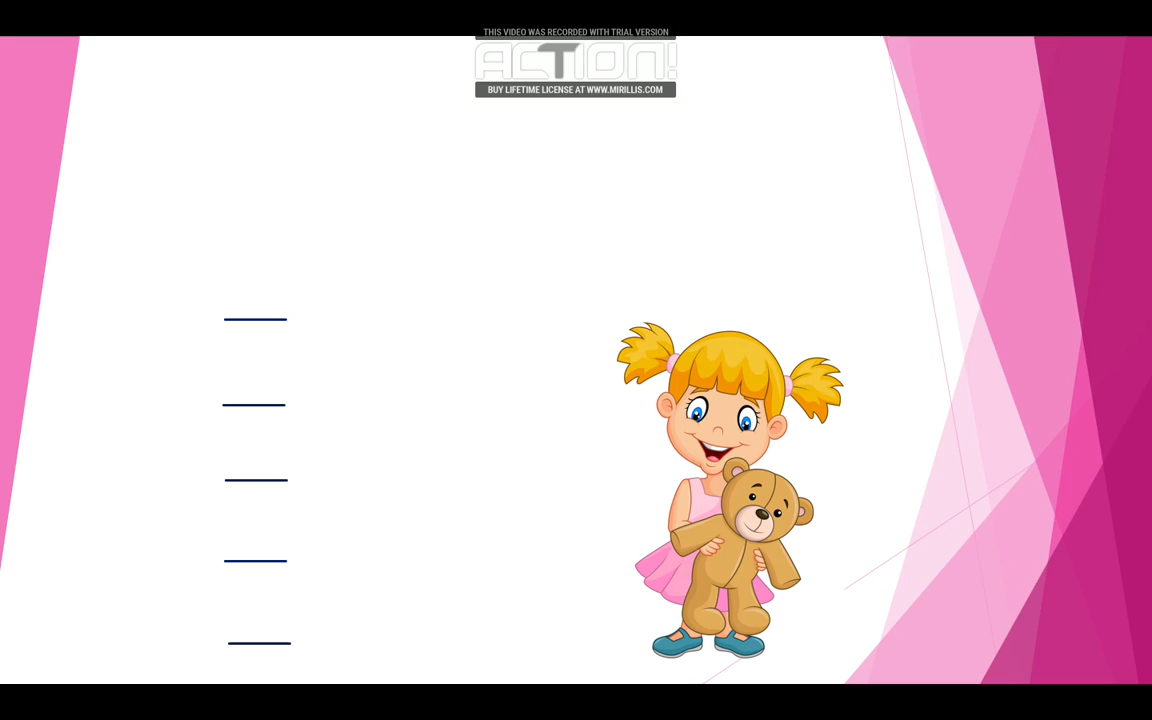 THIS VIDEO WAS RECORDED WITH TRIAL VERSION
ACTION!
BUY LIFETIME LICENSE AT WWW.MIRILLIS.COM